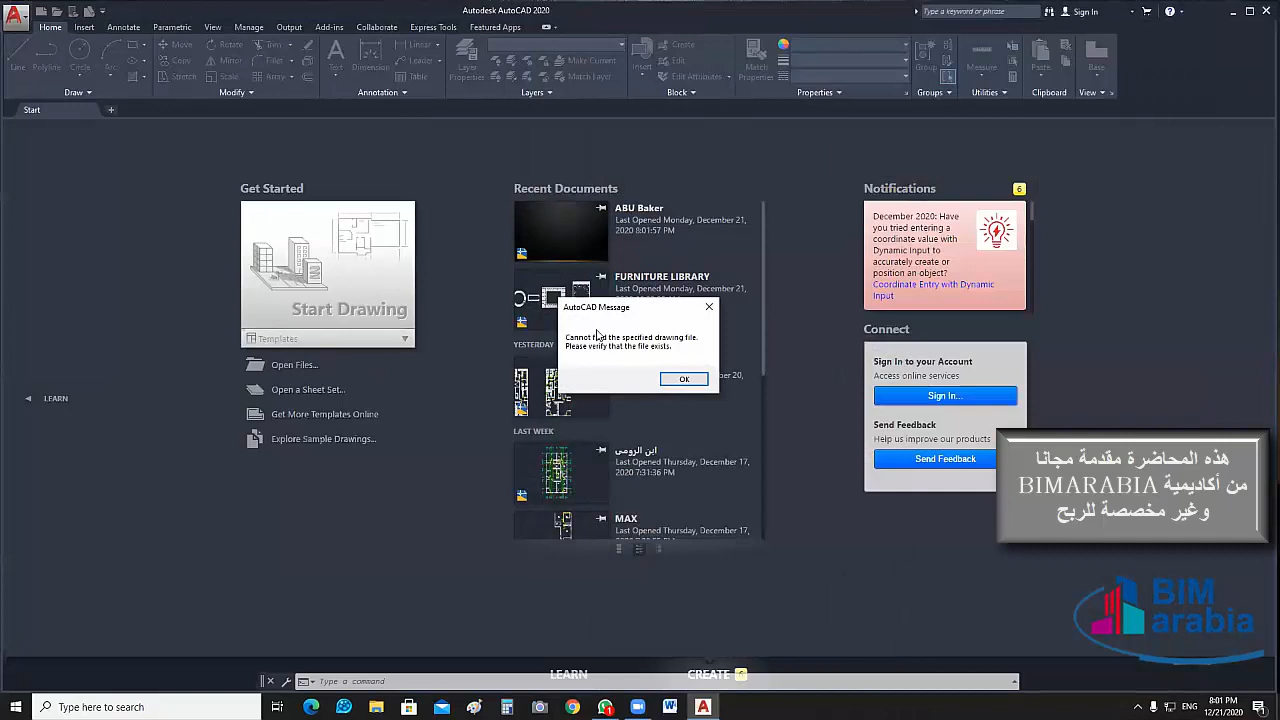 Autodesk AutoCAD 2020
Type a keyword or phrase
Sign In
Home Insert Annotate Parametric View Manage Output Add-ins Collaborate Express Tools Featured Apps
Line Polyline Circle Arc
Move Rotate Trim
Copy Mirror Fillet
Stretch Scale Array
Text Dimension
Linear
Leader
Table
Layer Properties
Make Current
Match Layer
Insert
Create
Edit
Edit Attributes
Match Properties
Group
Measure
Paste
Base
Draw Modify Annotation Layers Block Properties Groups Utilities Clipboard View
Start
Get Started
Start Drawing
Templates
Open Files...
Open a Sheet Set...
Get More Templates Online
Explore Sample Drawings...
LEARN
Recent Documents
ABU Baker
Last Opened Monday, December 21,
2020 8:01:57 PM
FURNITURE LIBRARY
Last Opened Monday, December 21,
YESTERDAY
LAST WEEK
ابن الرومى
Last Opened Thursday, December 17,
2020 7:31:36 PM
MAX
Last Opened Thursday, December 17,
AutoCAD Message
Cannot find the specified drawing file.
Please verify that the file exists.
OK
Notifications
6
December 2020: Have
you tried entering a
coordinate value with
Dynamic Input to
accurately create or
position an object?
Coordinate Entry with Dynamic
Input
Connect
Sign In to your Account
Access online services
Sign In...
Send Feedback
Help us improve our products
Send Feedback
هذه المحاضرة مقدمة مجانا
من أكاديمية BIMARABIA
وغير مخصصة للربح
BIM
arabia
LEARN CREATE 6
Type a command
Type here to search
ENG
8:01 PM
12/21/2020